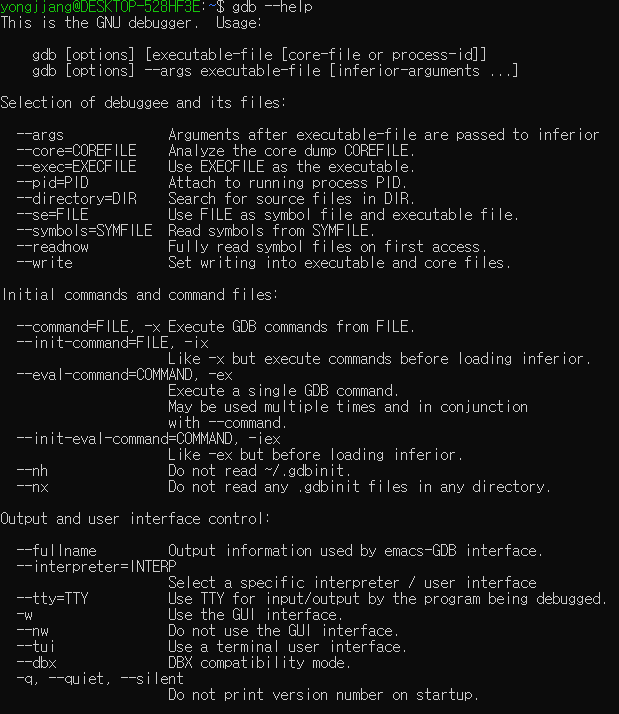 yongjjang@DESKTOP-528HF3E:~$ gdb --help
This is the GNU debugger.  Usage:
gdb [options] [executable-file [core-file or process-id]]
gdb [options] --args executable-file [inferior-arguments ...]
Selection of debuggee and its files:
--args             Arguments after executable-file are passed to inferior
--core=COREFILE    Analyze the core dump COREFILE.
--exec=EXECFILE    Use EXECFILE as the executable.
--pid=PID          Attach to running process PID.
--directory=DIR    Search for source files in DIR.
--se=FILE          Use FILE as symbol file and executable file.
--symbols=SYMFILE  Read symbols from SYMFILE.
--readnow          Fully read symbol files on first access.
--write            Set writing into executable and core files.
Initial commands and command files:
--command=FILE, -x Execute GDB commands from FILE.
--init-command=FILE, -ix
Like -x but execute commands before loading inferior.
--eval-command=COMMAND, -ex
Execute a single GDB command.
May be used multiple times and in conjunction
with --command.
--init-eval-command=COMMAND, -iex
Like -ex but before loading inferior.
--nh               Do not read ~/.gdbinit.
--nx               Do not read any .gdbinit files in any directory.
Output and user interface control:
--fullname         Output information used by emacs-GDB interface.
--interpreter=INTERP
Select a specific interpreter / user interface
--tty=TTY          Use TTY for input/output by the program being debugged.
-w                 Use the GUI interface.
--nw               Do not use the GUI interface.
--tui              Use a terminal user interface.
--dbx              DBX compatibility mode.
-q, --quiet, --silent
Do not print version number on startup.